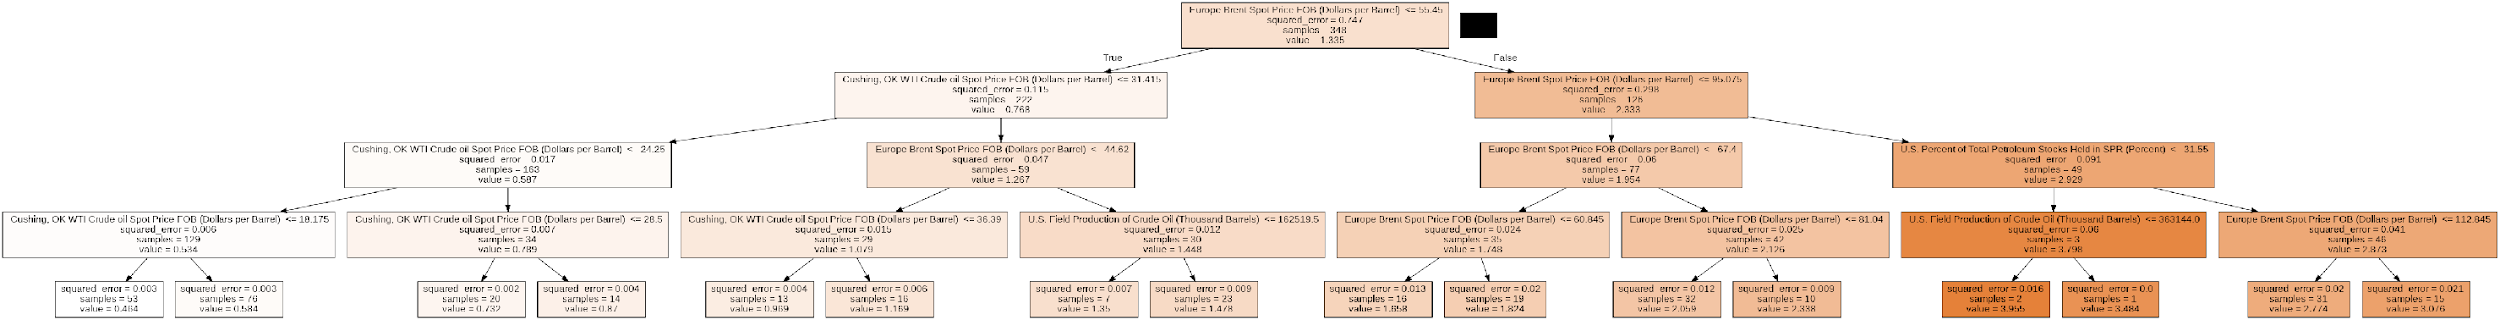 Europe Brent Spot Price FOB (Dollars per Barrel) <= 55.45
squared_error = 0.747
samples = 348
value = 1.335
True
False
Cushing, OK WTI Crude oil Spot Price FOB (Dollars per Barrel) <= 31.415
squared_error = 0.115
samples = 222
value = 0.768
Europe Brent Spot Price FOB (Dollars per Barrel) <= 95.075
squared_error = 0.298
samples = 126
value = 2.333
Cushing, OK WTI Crude oil Spot Price FOB (Dollars per Barrel) <= 24.25
squared_error = 0.017
samples = 163
value = 0.587
Europe Brent Spot Price FOB (Dollars per Barrel) <= 44.62
squared_error = 0.047
samples = 59
value = 1.267
Europe Brent Spot Price FOB (Dollars per Barrel) <= 67.4
squared_error = 0.06
samples = 77
value = 1.954
U.S. Percent of Total Petroleum Stocks Held in SPR (Percent) <= 31.55
squared_error = 0.091
samples = 49
value = 2.929
Cushing, OK WTI Crude oil Spot Price FOB (Dollars per Barrel) <= 18.175
squared_error = 0.006
samples = 129
value = 0.534
Cushing, OK WTI Crude oil Spot Price FOB (Dollars per Barrel) <= 28.5
squared_error = 0.007
samples = 34
value = 0.789
Cushing, OK WTI Crude oil Spot Price FOB (Dollars per Barrel) <= 36.39
squared_error = 0.015
samples = 29
value = 1.079
U.S. Field Production of Crude Oil (Thousand Barrels) <= 162519.5
squared_error = 0.012
samples = 30
value = 1.448
Europe Brent Spot Price FOB (Dollars per Barrel) <= 60.845
squared_error = 0.024
samples = 35
value = 1.748
Europe Brent Spot Price FOB (Dollars per Barrel) <= 81.04
squared_error = 0.025
samples = 42
value = 2.126
U.S. Field Production of Crude Oil (Thousand Barrels) <= 363144.0
squared_error = 0.06
samples = 3
value = 3.798
Europe Brent Spot Price FOB (Dollars per Barrel) <= 112.845
squared_error = 0.041
samples = 46
value = 2.873
squared_error = 0.003
samples = 53
value = 0.464
squared_error = 0.003
samples = 76
value = 0.584
squared_error = 0.002
samples = 20
value = 0.732
squared_error = 0.004
samples = 14
value = 0.87
squared_error = 0.004
samples = 13
value = 0.969
squared_error = 0.006
samples = 16
value = 1.169
squared_error = 0.007
samples = 7
value = 1.35
squared_error = 0.009
samples = 23
value = 1.478
squared_error = 0.013
samples = 16
value = 1.658
squared_error = 0.02
samples = 19
value = 1.824
squared_error = 0.012
samples = 32
value = 2.059
squared_error = 0.009
samples = 10
value = 2.338
squared_error = 0.016
samples = 2
value = 3.955
squared_error = 0.0
samples = 1
value = 3.484
squared_error = 0.02
samples = 31
value = 2.774
squared_error = 0.021
samples = 15
value = 3.076